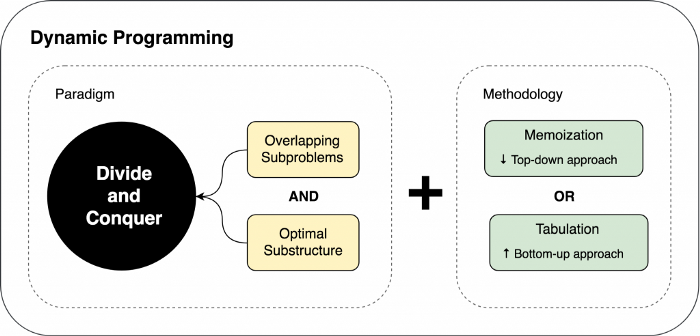 Dynamic Programming
Paradigm
Divide
and
Conquer
Overlapping
Subproblems
AND
Optimal
Substructure
+
Methodology
Memoization
↓ Top-down approach
OR
Tabulation
↑ Bottom-up approach